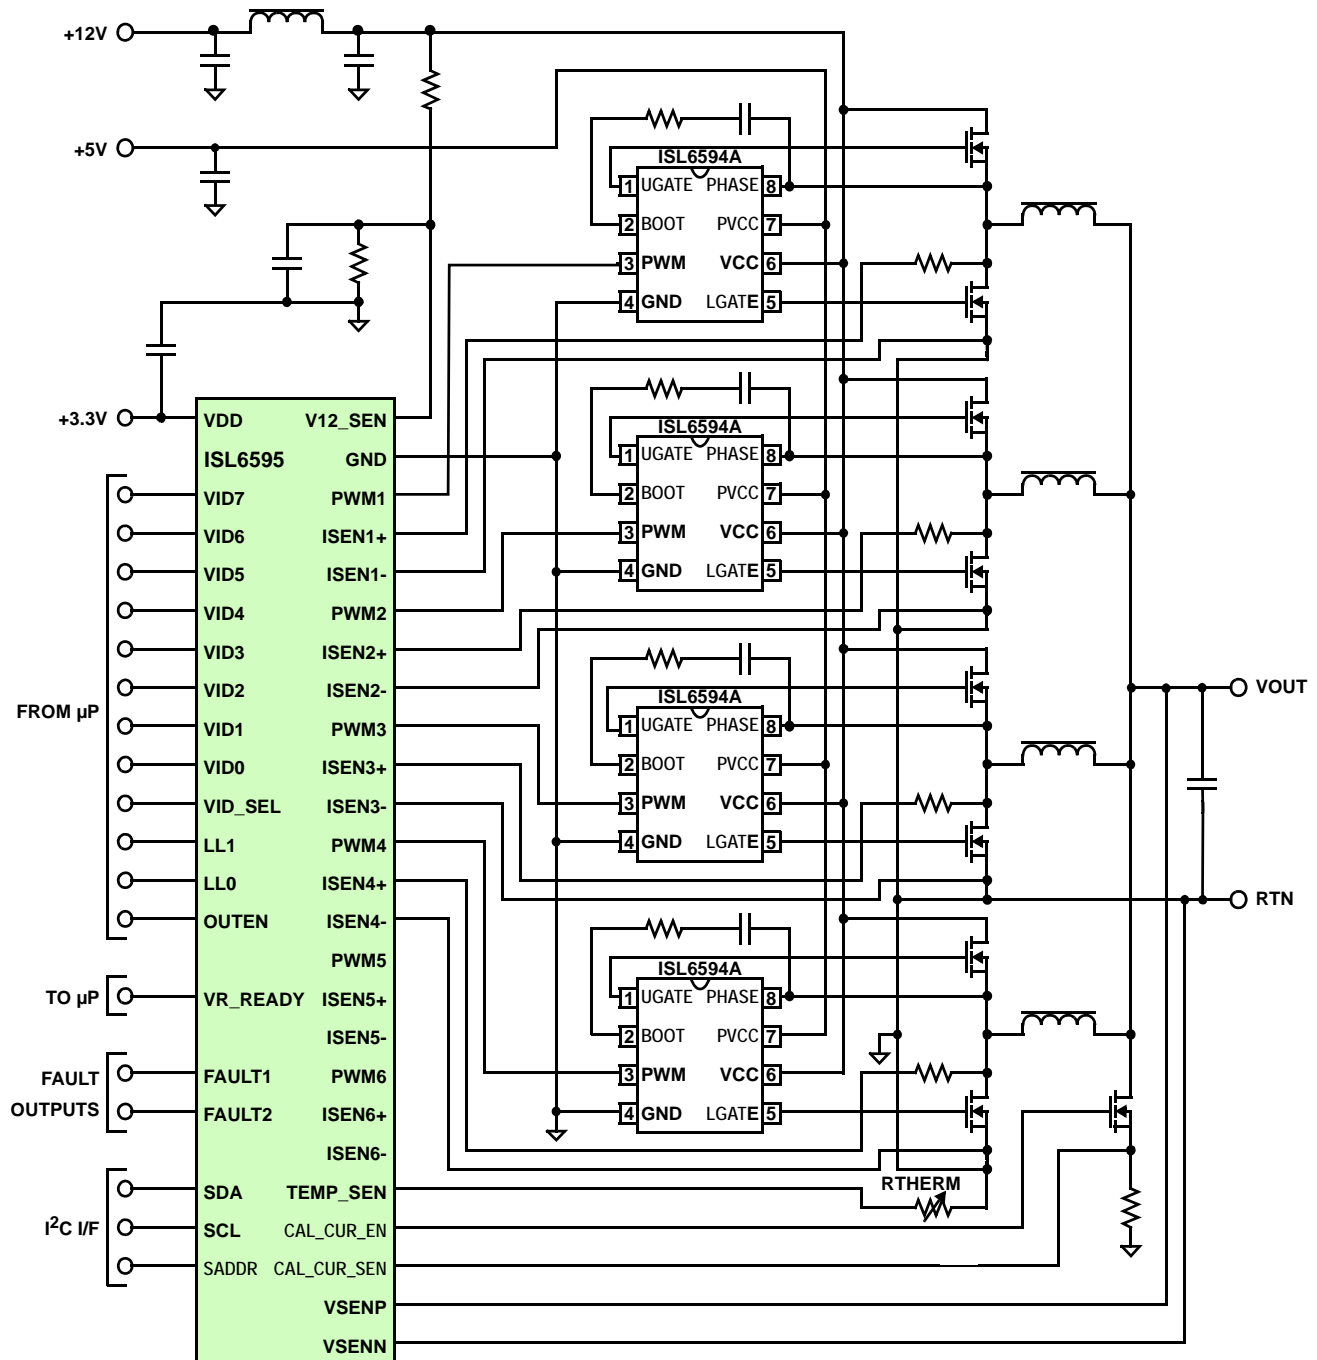 +12V
+5V
+3.3V
VDD
V12_SEN
ISL6595
GND
VID7
PWM1
VID6
ISEN1+
VID5
ISEN1-
VID4
PWM2
VID3
ISEN2+
VID2
ISEN2-
FROM µP
VID1
PWM3
VID0
ISEN3+
VID_SEL
ISEN3-
LL1
PWM4
LL0
ISEN4+
OUTEN
ISEN4-
PWM5
TO µP
VR_READY
ISEN5+
ISEN5-
FAULT
OUTPUTS
FAULT1
PWM6
FAULT2
ISEN6+
ISEN6-
I2C I/F
SDA
TEMP_SEN
SCL
CAL_CUR_EN
SADDR
CAL_CUR_SEN
VSENP
VSENN
ISL6594A
1 UGATE PHASE 8
2 BOOT PVCC 7
3 PWM VCC 6
4 GND LGATE 5
ISL6594A
1 UGATE PHASE 8
2 BOOT PVCC 7
3 PWM VCC 6
4 GND LGATE 5
ISL6594A
1 UGATE PHASE 8
2 BOOT PVCC 7
3 PWM VCC 6
4 GND LGATE 5
ISL6594A
1 UGATE PHASE 8
2 BOOT PVCC 7
3 PWM VCC 6
4 GND LGATE 5
RTHERM
VOUT
RTN